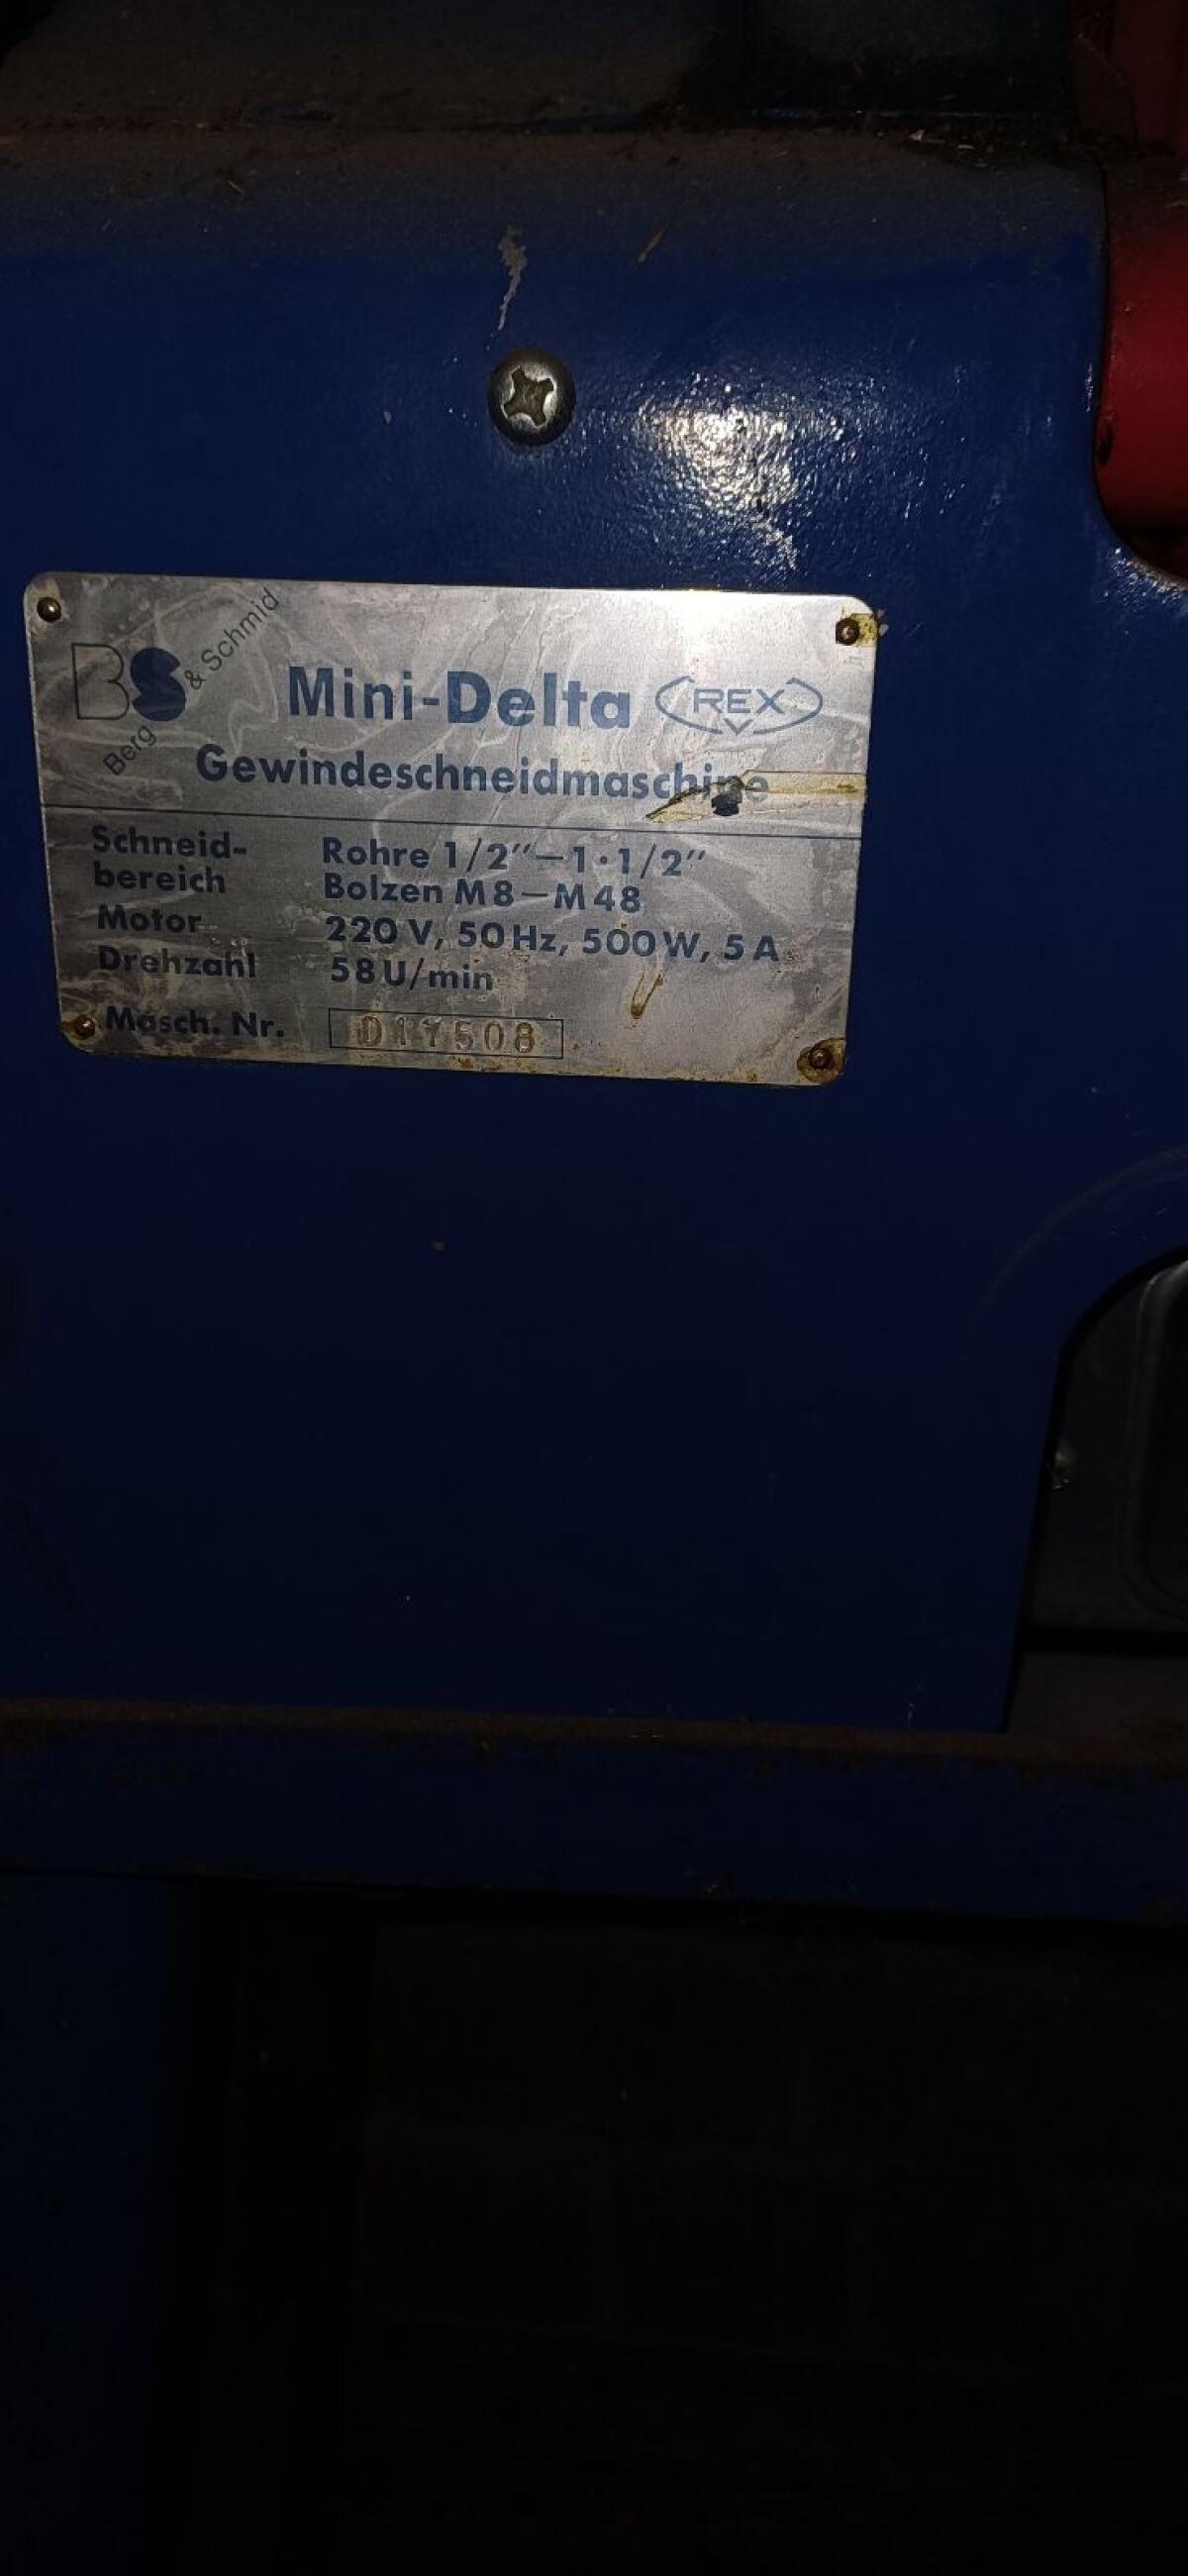 BS Berg & Schmid
Mini-Delta REX
Gewindeschneidmaschine
Schneid- Rohre 1/2"—1·1/2"
bereich Bolzen M8—M48
Motor 220 V, 50 Hz, 500 W, 5 A
Drehzahl 58 U/min
Masch. Nr.